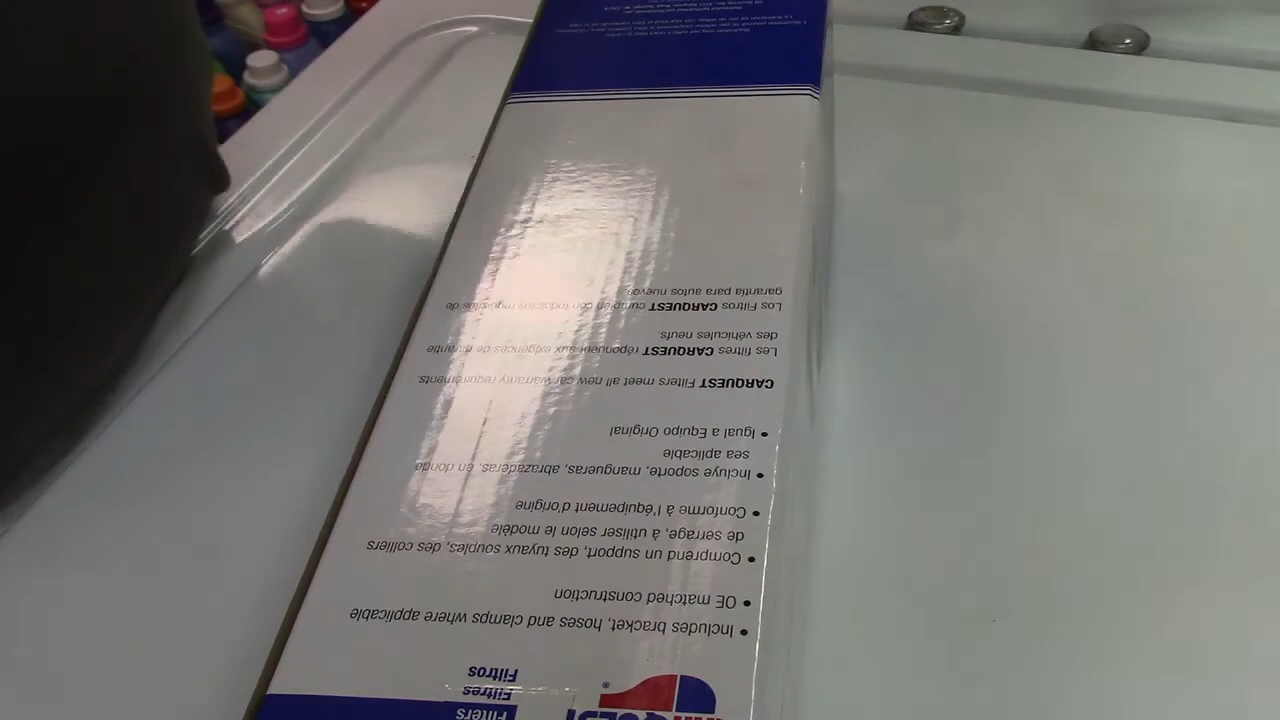 Filters
Filtres
Filtros
• Includes bracket, hoses and clamps where applicable
• OE matched construction
• Comprend un support, des tuyaux souples, des colliers
de serrage, à utiliser selon le modèle
• Conforme à l'équipement d'origine
• Incluye soporte, mangueras, abrazaderas, en donde
sea aplicable
• Igual a Equipo Original
CARQUEST Filters meet all new car warranty requirements.
Les filtres CARQUEST répondent aux exigences de garantie
des véhicules neufs.
Los Filtros CARQUEST cumplen con requisitos de
garantía para autos nuevos